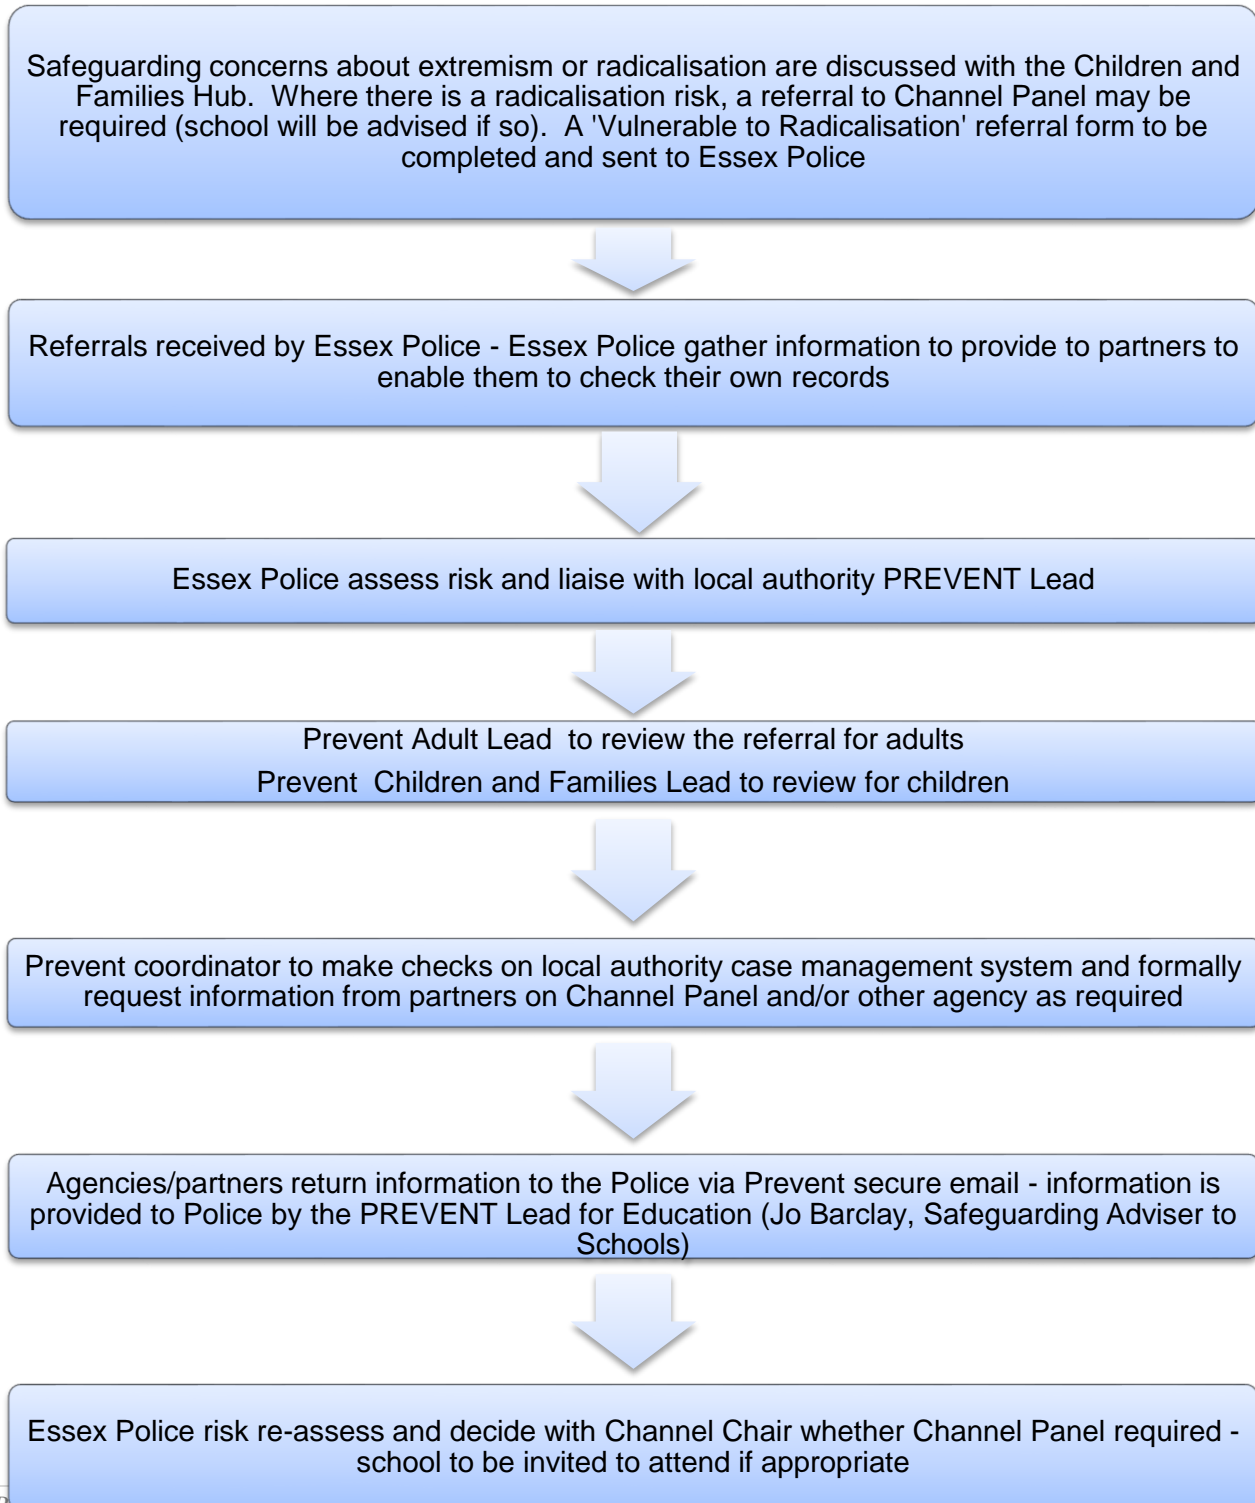 Safeguarding concerns about extremism or radicalisation are discussed with the Children and
Families Hub.  Where there is a radicalisation risk, a referral to Channel Panel may be
required (school will be advised if so).  A 'Vulnerable to Radicalisation' referral form to be
completed and sent to Essex Police
Referrals received by Essex Police - Essex Police gather information to provide to partners to
enable them to check their own records
Essex Police assess risk and liaise with local authority PREVENT Lead
Prevent Adult Lead  to review the referral for adults
Prevent  Children and Families Lead to review for children
Prevent coordinator to make checks on local authority case management system and formally
request information from partners on Channel Panel and/or other agency as required
Agencies/partners return information to the Police via Prevent secure email - information is
provided to Police by the PREVENT Lead for Education (Jo Barclay, Safeguarding Adviser to
Schools)
Essex Police risk re-assess and decide with Channel Chair whether Channel Panel required -
school to be invited to attend if appropriate